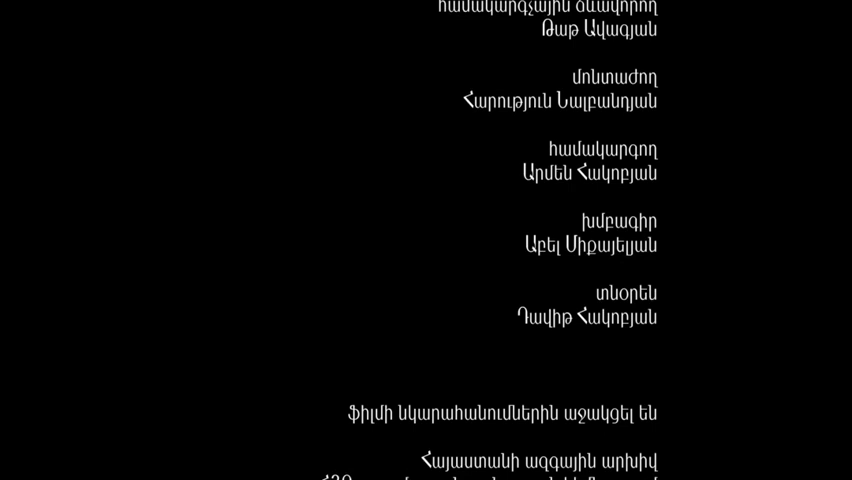 համակարգչային ձևավորող
Թաթ Ավագյան
մոնտաժող
Հարություն Նալբանդյան
համակարգող
Արմեն Հակոբյան
խմբագիր
Աբել Միքայելյան
տնօրեն
Դավիթ Հակոբյան
ֆիլմի նկարահանումներին աջակցել են
Հայաստանի ազգային արխիվ